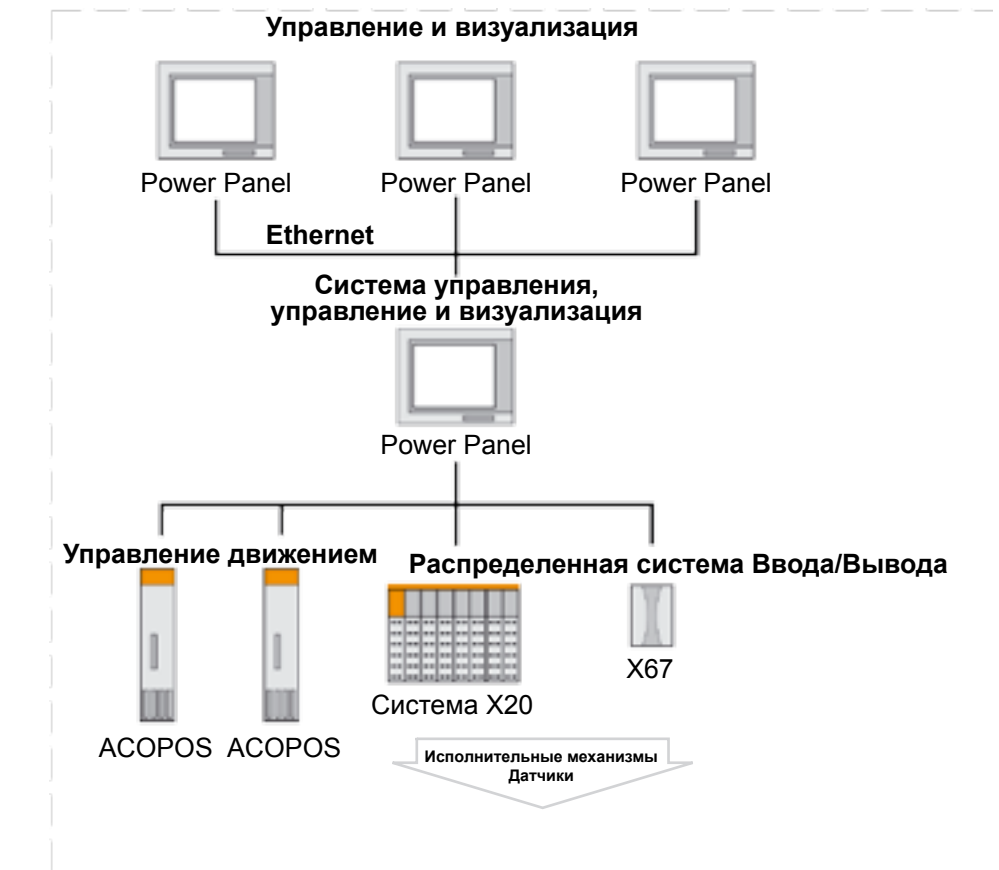 Управление и визуализация
Power Panel
Power Panel
Power Panel
Ethernet
Система управления,
управление и визуализация
Power Panel
Управление движением
Распределенная система Ввода/Вывода
X67
Система X20
ACOPOS
ACOPOS
Исполнительные механизмы
Датчики